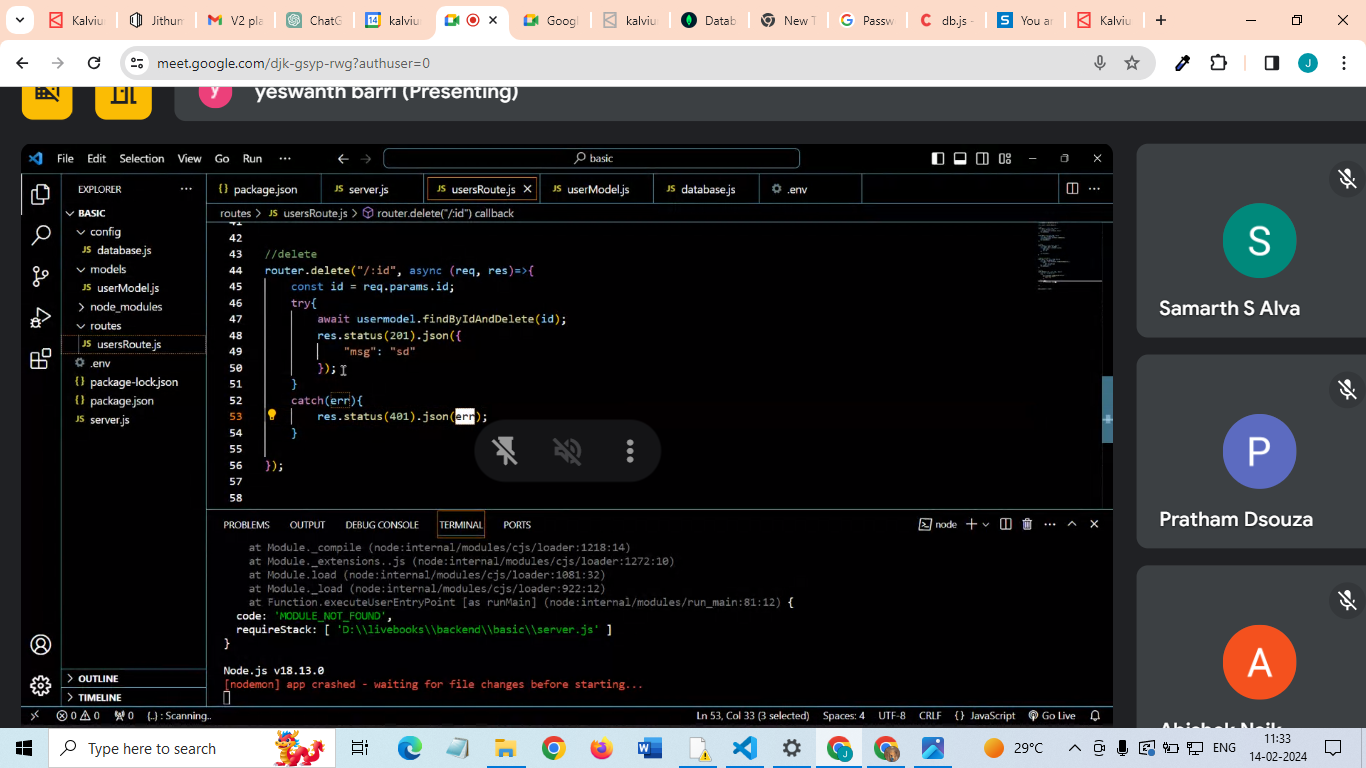 Kalviu
Jithum
V2 pla
ChatG
kalviu
Goog
kalviu
Datab
New T
Passw
db.js -
You ar
Kalviu
meet.google.com/djk-gsyp-rwg?authuser=0
J
y
yeswanth barri (Presenting)
File Edit Selection View Go Run ···
basic
EXPLORER
package.json
server.js
usersRoute.js
userModel.js
database.js
.env
routes > JS usersRoute.js > router.delete("/:id") callback
BASIC
config
JS database.js
models
JS userModel.js
node_modules
routes
JS usersRoute.js
.env
package-lock.json
package.json
JS server.js
OUTLINE
TIMELINE
41
42
43 //delete
44 router.delete("/:id", async (req, res)=>{
45 const id = req.params.id;
46 try{
47 await usermodel.findByIdAndDelete(id);
48 res.status(201).json({
49 "msg": "sd"
50 });
51 }
52 catch(err){
53 res.status(401).json(err);
54 }
55
56 });
57
58
PROBLEMS OUTPUT DEBUG CONSOLE TERMINAL PORTS
node
at Module._compile (node:internal/modules/cjs/loader:1218:14)
at Module._extensions..js (node:internal/modules/cjs/loader:1272:10)
at Module.load (node:internal/modules/cjs/loader:1081:32)
at Module._load (node:internal/modules/cjs/loader:922:12)
at Function.executeUserEntryPoint [as runMain] (node:internal/modules/run_main:81:12) {
code: 'MODULE_NOT_FOUND',
requireStack: [ 'D:\\livebooks\\backend\\basic\\server.js' ]
}
Node.js v18.13.0
[nodemon] app crashed - waiting for file changes before starting...
0 0 0 {..} : Scanning.. Ln 53, Col 33 (3 selected) Spaces: 4 UTF-8 CRLF {} JavaScript Go Live
S
Samarth S Alva
P
Pratham Dsouza
A
Abishek Naik
Type here to search
29°C
ENG
11:33
14-02-2024